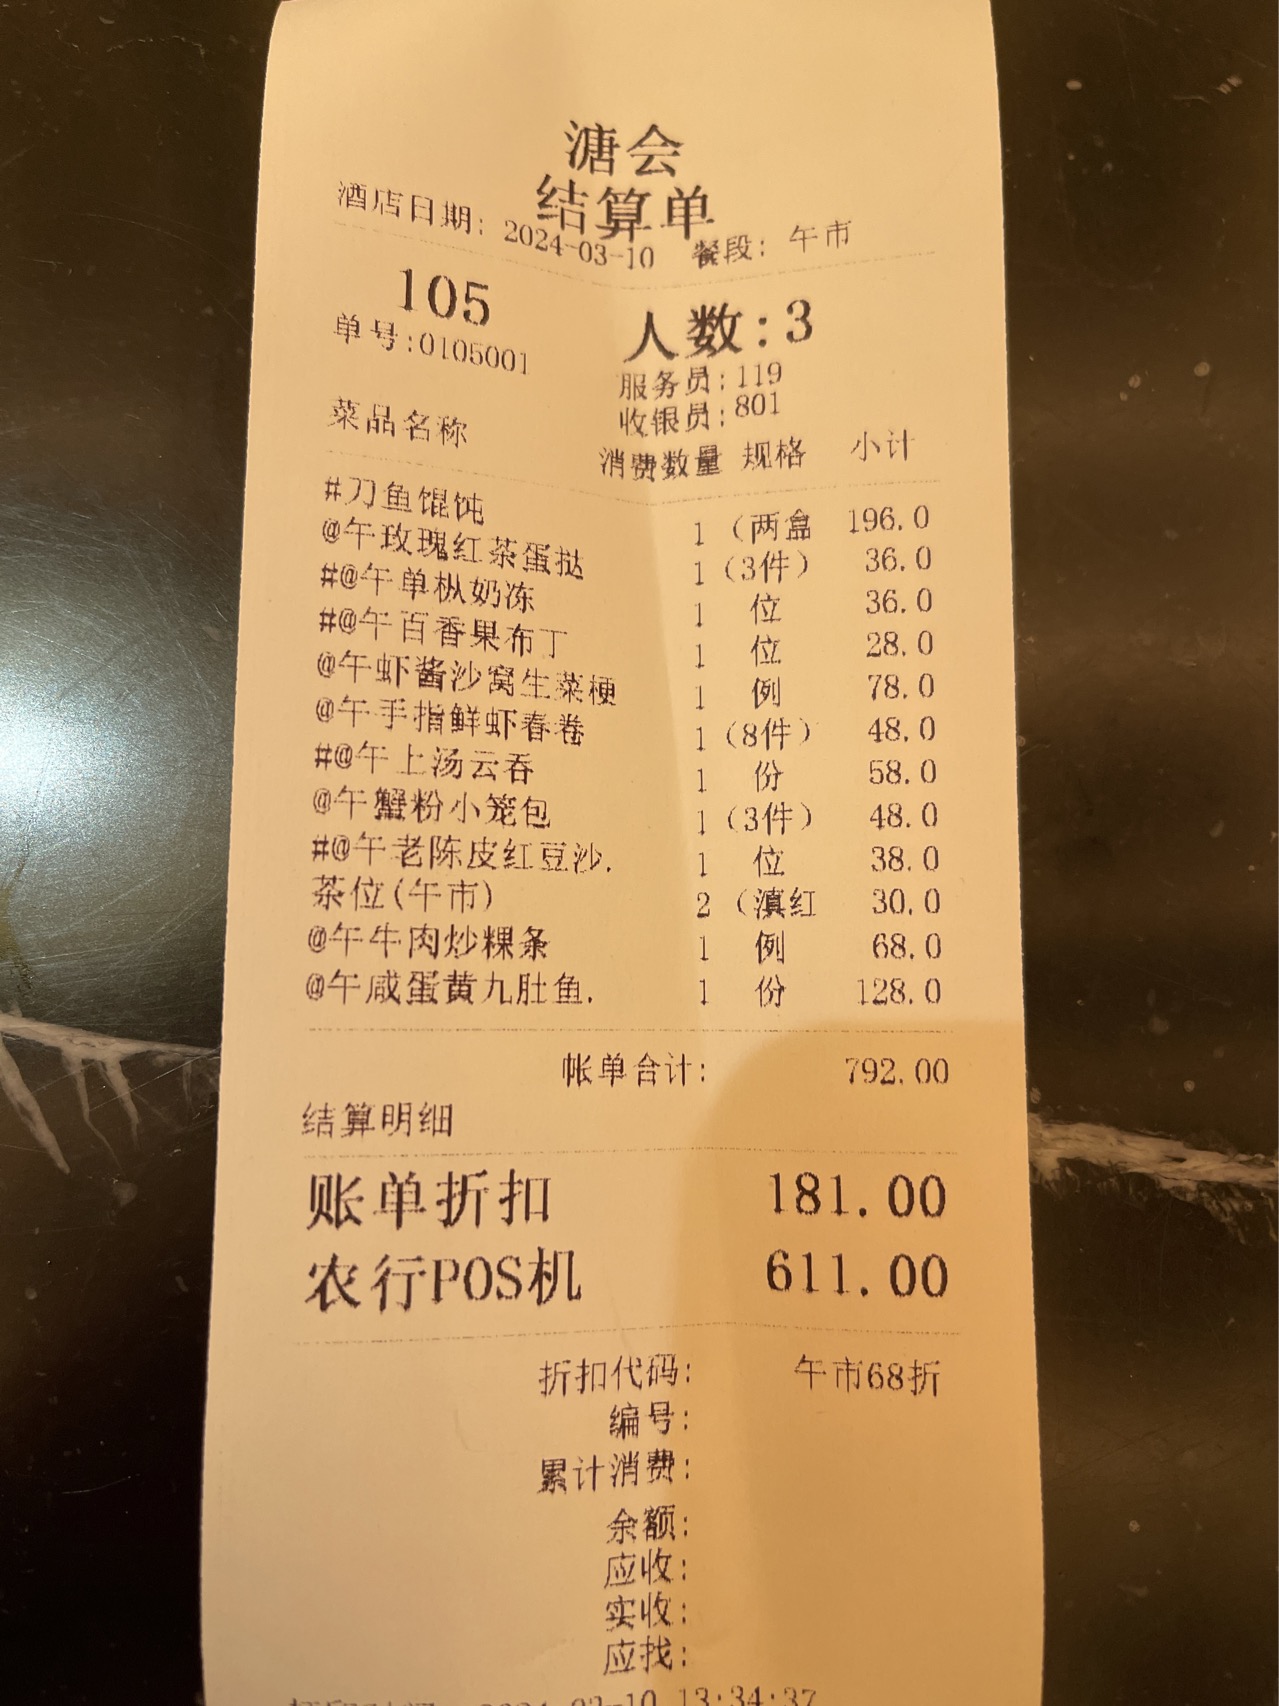 溏会
结算单
酒店日期: 2024-03-10 餐段: 午市
105 人数:3
单号:0105001
服务员:119
收银员:801
菜品名称 消费数量 规格 小计
#刀鱼馄饨 1 (两盒 196.0
@午玫瑰红茶蛋挞 1 (3件) 36.0
#@午单枞奶冻 1 位 36.0
#@午百香果布丁 1 位 28.0
@午虾酱沙窝生菜梗 1 例 78.0
@午手指鲜虾春卷 1 (8件) 48.0
#@午上汤云吞 1 份 58.0
@午蟹粉小笼包 1 (3件) 48.0
#@午老陈皮红豆沙. 1 位 38.0
茶位(午市) 2 (滇红 30.0
@午牛肉炒粿条 1 例 68.0
@午咸蛋黄九肚鱼. 1 份 128.0
帐单合计: 792.00
结算明细
账单折扣 181.00
农行POS机 611.00
折扣代码: 午市68折
编号:
累计消费:
余额:
应收:
实收:
应找:
2024-03-10 13:34:37